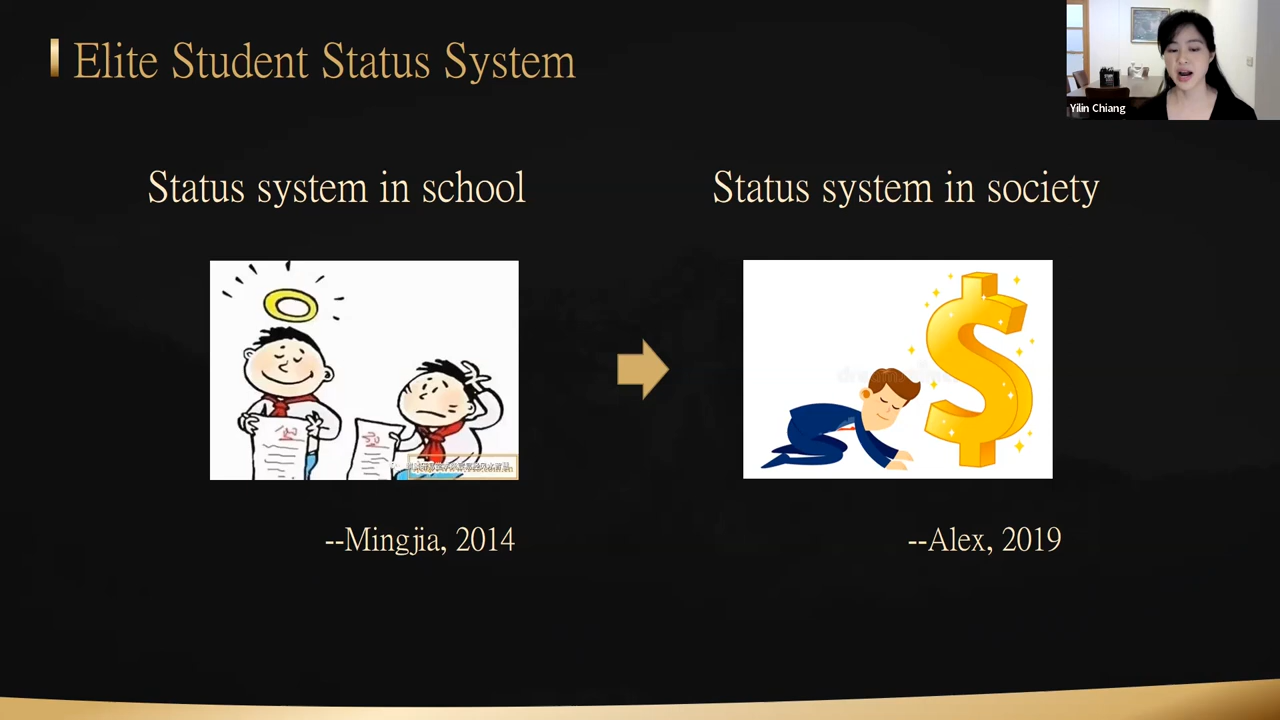 Elite Student Status System
Yilin Chiang
Status system in school
Status system in society
--Mingjia, 2014
--Alex, 2019